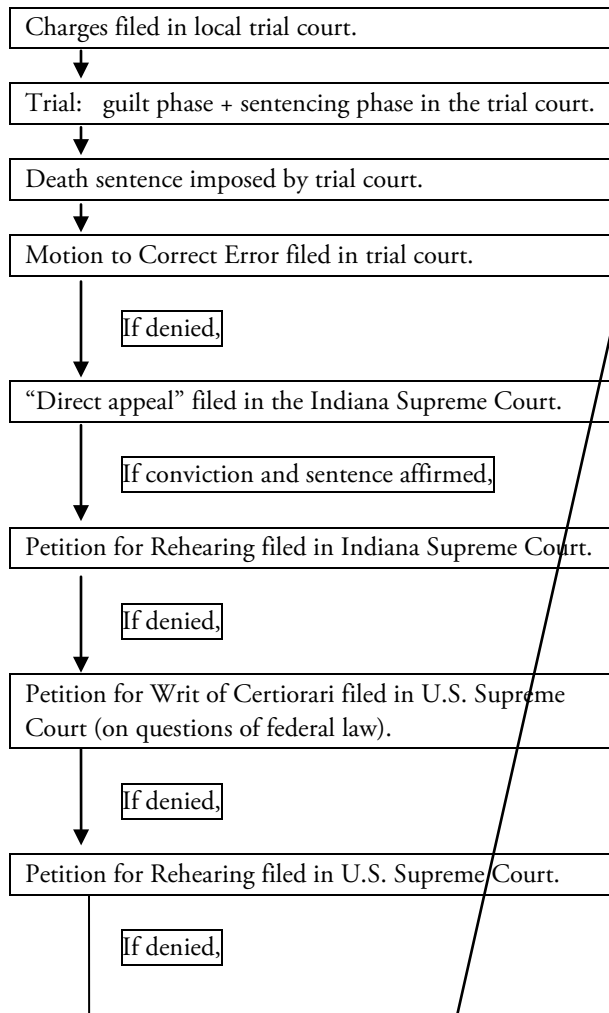 Charges filed in local trial court.
Trial: guilt phase + sentencing phase in the trial court.
Death sentence imposed by trial court.
Motion to Correct Error filed in trial court.
If denied,
“Direct appeal” filed in the Indiana Supreme Court.
If conviction and sentence affirmed,
Petition for Rehearing filed in Indiana Supreme Court.
If denied,
Petition for Writ of Certiorari filed in U.S. Supreme
Court (on questions of federal law).
If denied,
Petition for Rehearing filed in U.S. Supreme Court.
If denied,